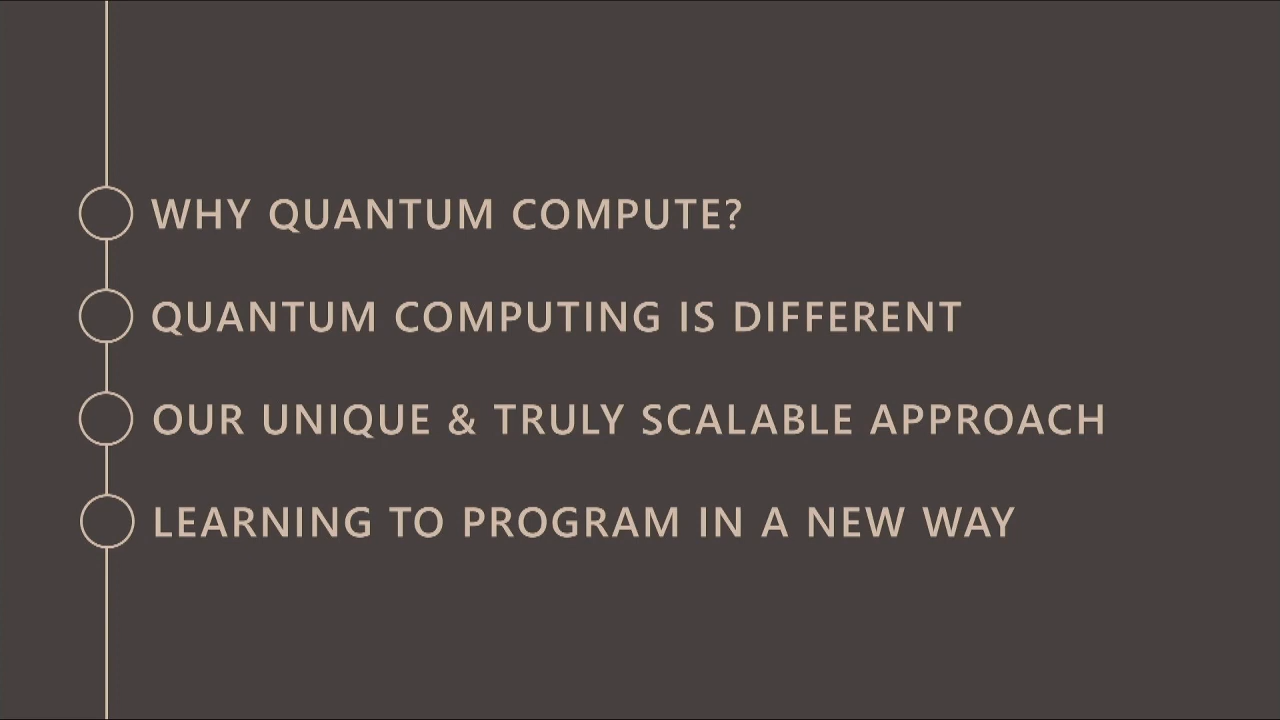 WHY QUANTUM COMPUTE?
QUANTUM COMPUTING IS DIFFERENT
OUR UNIQUE & TRULY SCALABLE APPROACH
LEARNING TO PROGRAM IN A NEW WAY